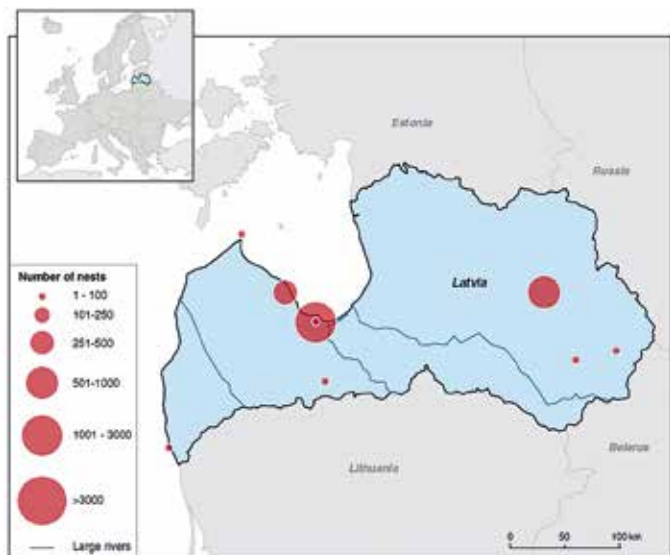 Estonia
Russia
Latvia
Number of nests
1 - 100
101-250
251-500
501-1000
1001 - 3000
>3000
Large rivers
Lithuania
Belarus
0 50 100 km